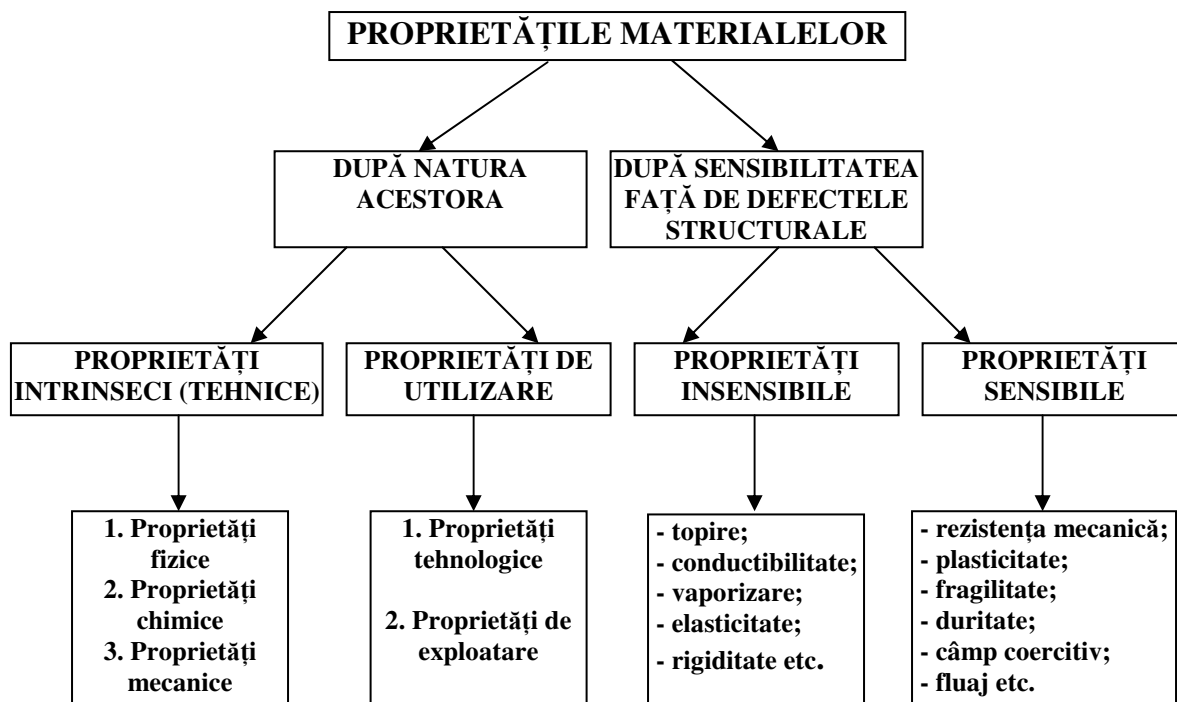 PROPRIETĂȚILE MATERIALELOR
DUPĂ NATURA
ACESTORA
DUPĂ SENSIBILITATEA
FAȚĂ DE DEFECTELE
STRUCTURALE
PROPRIETĂȚI
INTRINSECI (TEHNICE)
PROPRIETĂȚI DE
UTILIZARE
PROPRIETĂȚI
INSENSIBILE
PROPRIETĂȚI
SENSIBILE
1. Proprietăți
fizice
2. Proprietăți
chimice
3. Proprietăți
mecanice
1. Proprietăți
tehnologice
2. Proprietăți de
exploatare
- topire;
- conductibilitate;
- vaporizare;
- elasticitate;
- rigiditate etc.
- rezistența mecanică;
- plasticitate;
- fragilitate;
- duritate;
- câmp coercitiv;
- fluaj etc.